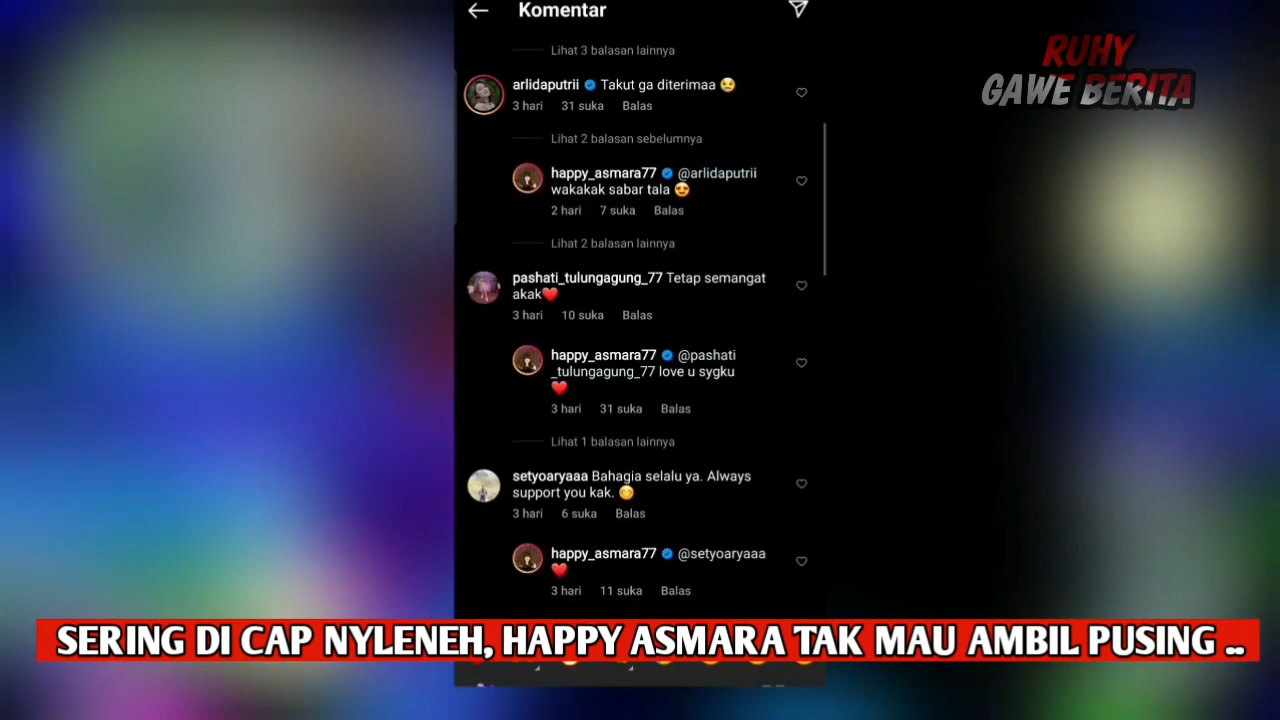 Komentar
RUHY
GAWE BERITA
Lihat 3 balasan lainnya
arlidaputrii Takut ga diterimaa 😢
3 hari 31 suka Balas
Lihat 2 balasan sebelumnya
happy_asmara77 @arlidaputrii
wakakak sabar tala 😍
2 hari 7 suka Balas
Lihat 2 balasan lainnya
pashati_tulungagung_77 Tetap semangat
akak❤️
3 hari 10 suka Balas
happy_asmara77 @pashati
_tulungagung_77 love u sygku
❤️
3 hari 31 suka Balas
Lihat 1 balasan lainnya
setyoaryaaa Bahagia selalu ya. Always
support you kak. 😊
3 hari 6 suka Balas
happy_asmara77 @setyoaryaaa
❤️
3 hari 11 suka Balas
SERING DI CAP NYLENEH, HAPPY ASMARA TAK MAU AMBIL PUSING ..